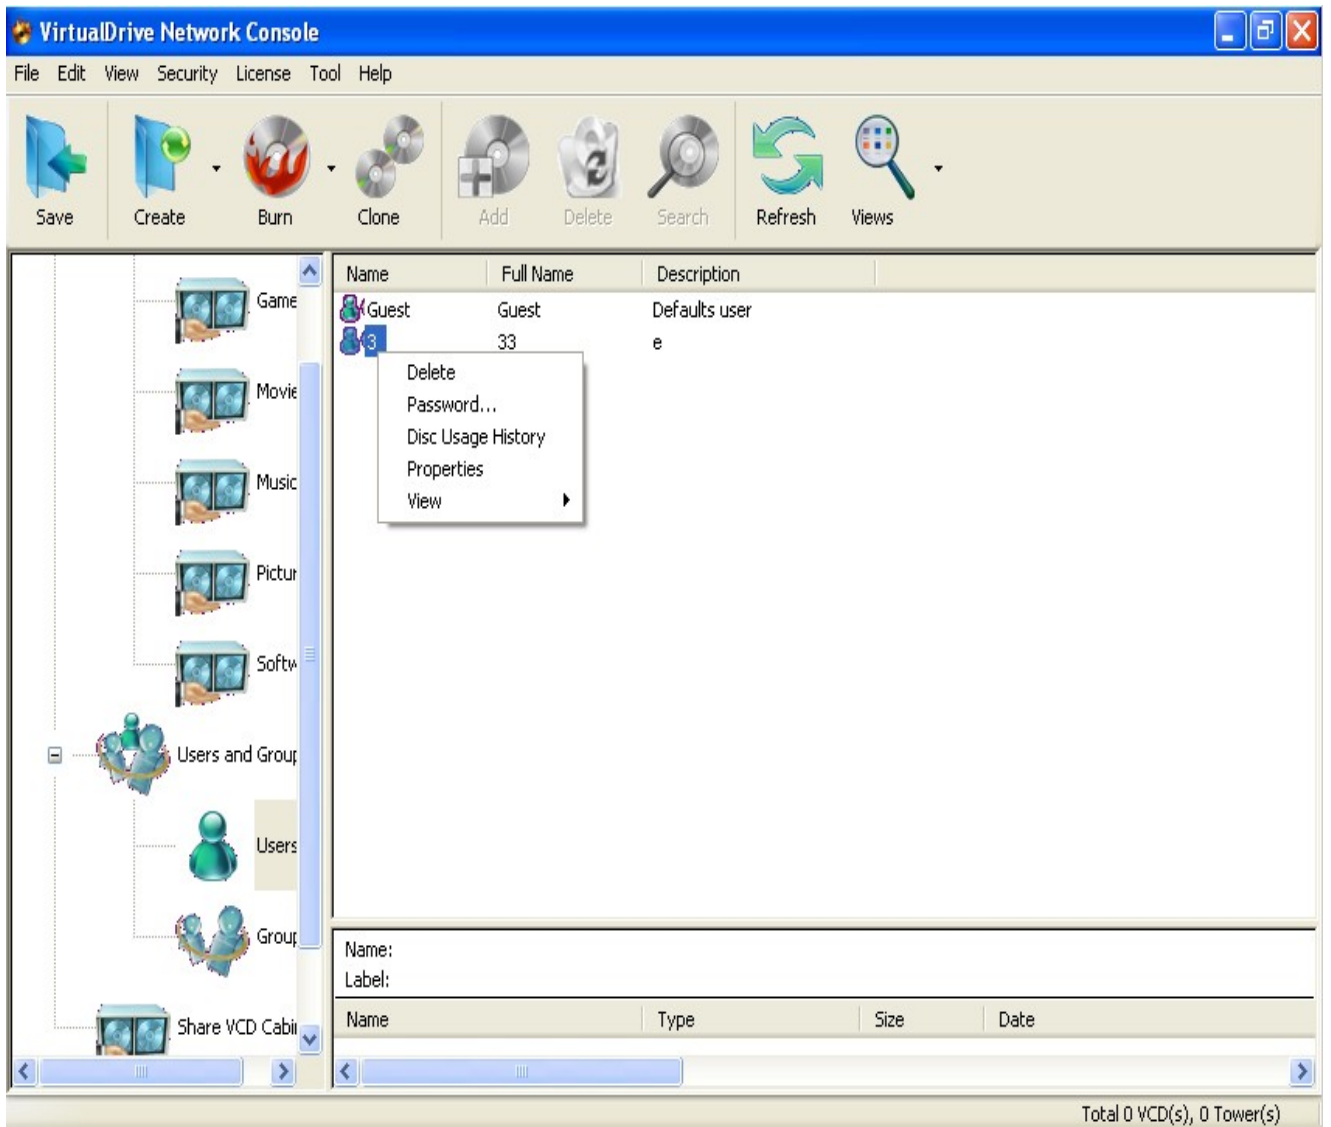 VirtualDrive Network Console
File Edit View Security License Tool Help
Save Create Burn Clone Add Delete Search Refresh Views
Game
Movie
Music
Pictur
Softw
Users and Group
Users
Group
Share VCD Cabi
Name Full Name Description
Guest Guest Defaults user
3 33 e
Delete
Password...
Disc Usage History
Properties
View
Name:
Label:
Name Type Size Date
Total 0 VCD(s), 0 Tower(s)